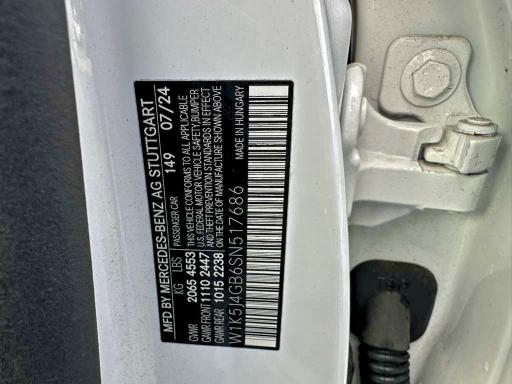 MFD BY MERCEDES-BENZ AG STUTTGART
PASSENGER CAR 149 07/24
KG LBS
GVWR 2065 4553
GAWR FRONT 1110 2447
GAWR REAR 1015 2238
THIS VEHICLE CONFORMS TO ALL APPLICABLE
U.S. FEDERAL MOTOR VEHICLE SAFETY, BUMPER
AND THEFT PREVENTION STANDARDS IN EFFECT
ON THE DATE OF MANUFACTURE SHOWN ABOVE
W1K5J4GB6SN517686 MADE IN HUNGARY